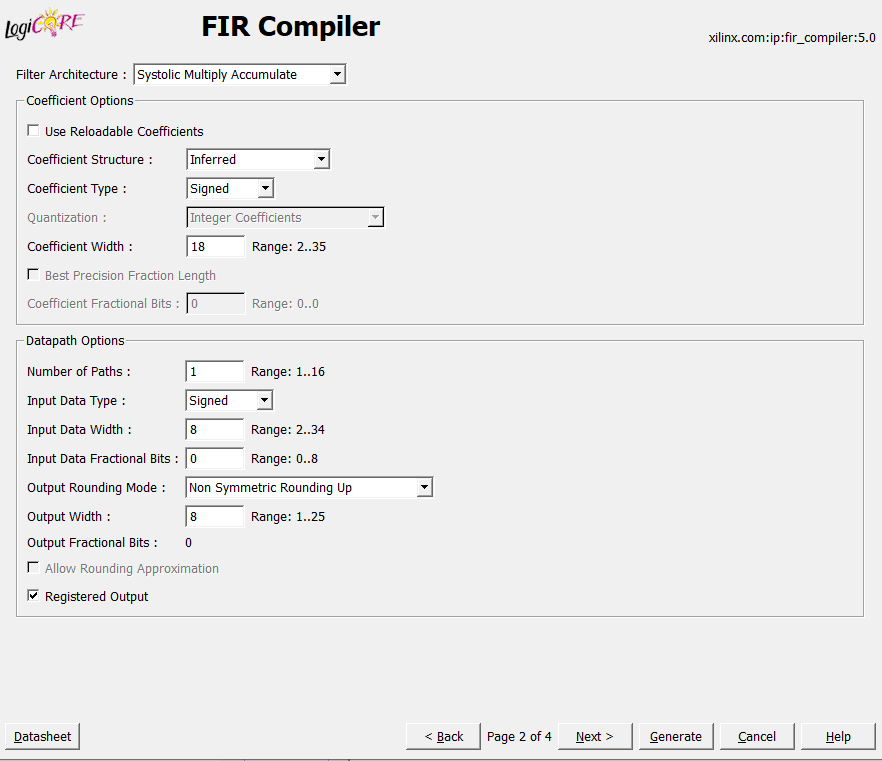 LogiCORE
FIR Compiler
xilinx.com:ip:fir_compiler:5.0
Filter Architecture : Systolic Multiply Accumulate
Coefficient Options
Use Reloadable Coefficients
Coefficient Structure : Inferred
Coefficient Type : Signed
Quantization : Integer Coefficients
Coefficient Width : 18 Range: 2..35
Best Precision Fraction Length
Coefficient Fractional Bits : 0 Range: 0..0
Datapath Options
Number of Paths : 1 Range: 1..16
Input Data Type : Signed
Input Data Width : 8 Range: 2..34
Input Data Fractional Bits : 0 Range: 0..8
Output Rounding Mode : Non Symmetric Rounding Up
Output Width : 8 Range: 1..25
Output Fractional Bits : 0
Allow Rounding Approximation
Registered Output
Datasheet < Back Page 2 of 4 Next > Generate Cancel Help